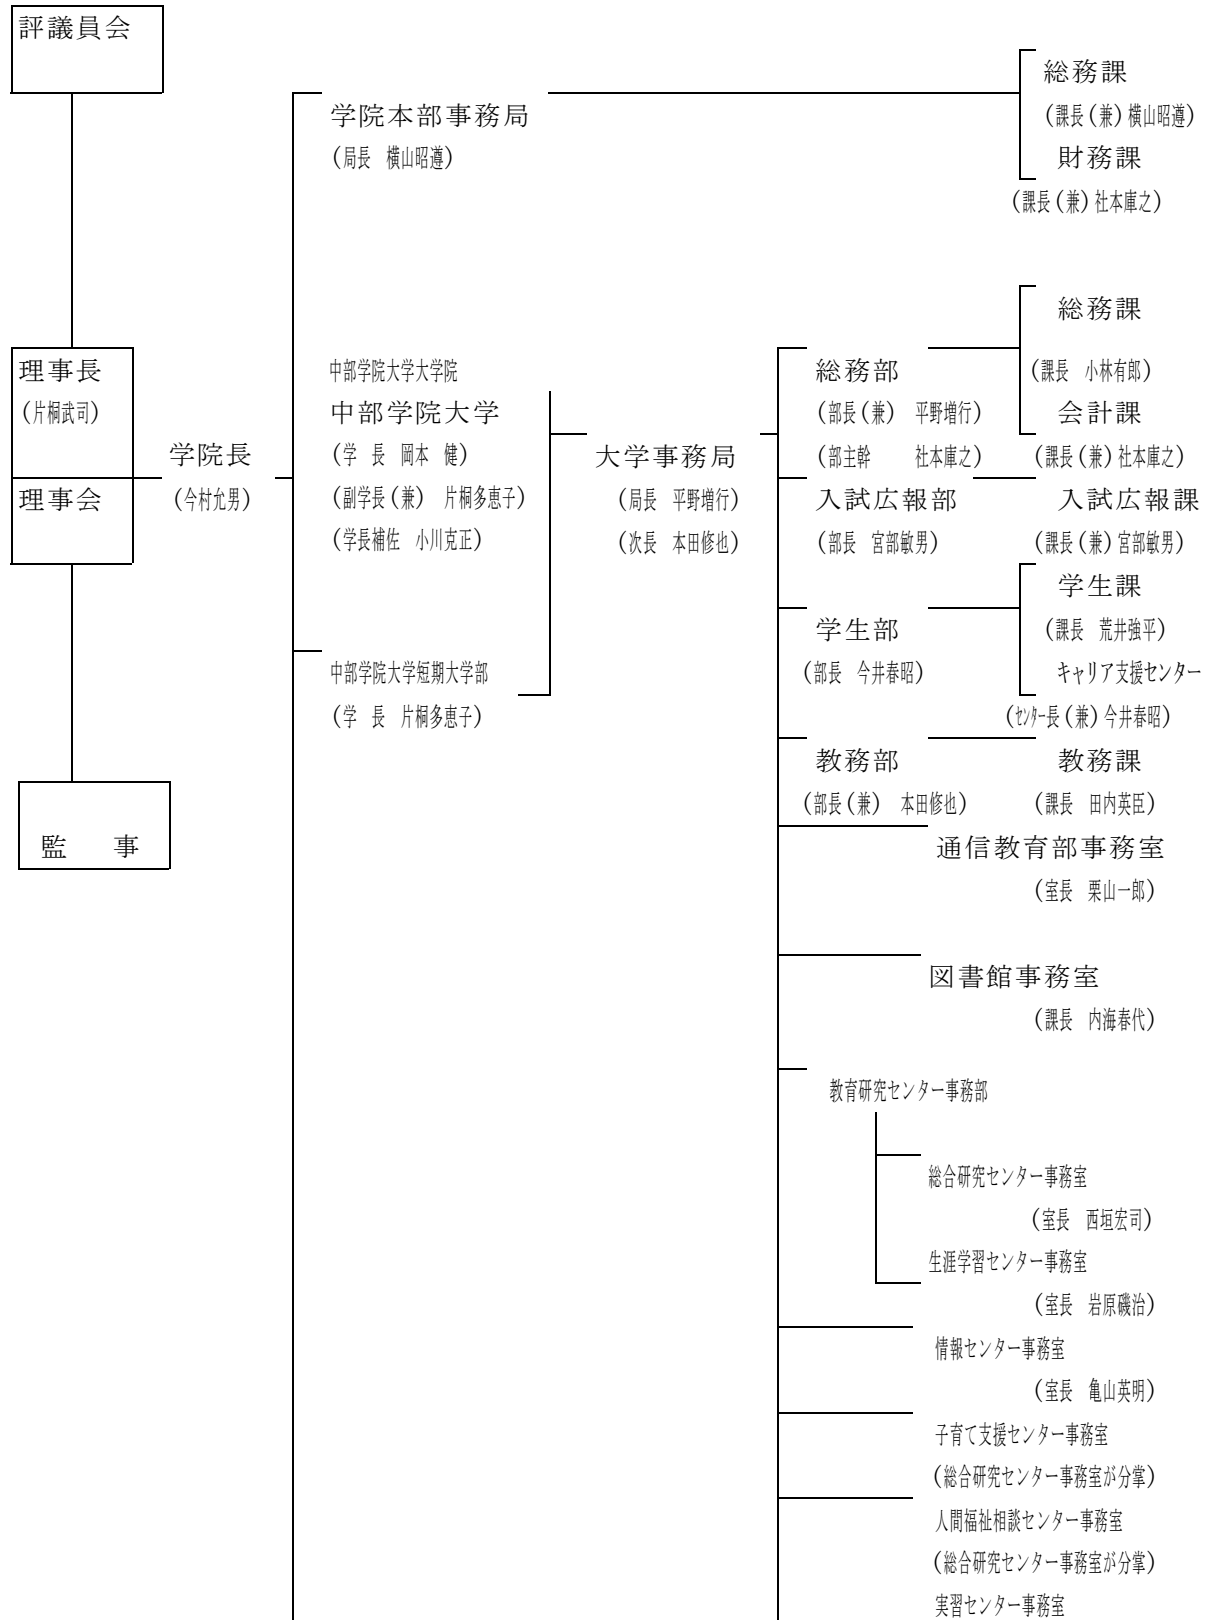 評議員会
総務課
学院本部事務局
(課長(兼)横山昭遵)
(局長　横山昭遵)
財務課
(課長(兼)社本庫之)
総務課
理事長
中部学院大学大学院
総務部
(課長　小林有郎)
(片桐武司)
中部学院大学
(部長(兼)　平野増行)
会計課
学院長
(学　長　岡本　健)
大学事務局
(部主幹　　社本庫之)
(課長(兼)社本庫之)
理事会
(今村允男)
(副学長(兼)　片桐多恵子)
(局長　平野増行)
入試広報部
入試広報課
(学長補佐　小川克正)
(次長　本田修也)
(部長　宮部敏男)
(課長(兼)宮部敏男)
学生課
学生部
(課長　荒井強平)
中部学院大学短期大学部
(部長　今井春昭)
キャリア支援センター
(学　長　片桐多恵子)
(センター長(兼)今井春昭)
教務部
教務課
(部長(兼)　本田修也)
(課長　田内英臣)
監　事
通信教育部事務室
(室長　栗山一郎)
図書館事務室
(課長　内海春代)
教育研究センター事務部
総合研究センター事務室
(室長　西垣宏司)
生涯学習センター事務室
(室長　岩原磯治)
情報センター事務室
(室長　亀山英明)
子育て支援センター事務室
(総合研究センター事務室が分掌)
人間福祉相談センター事務室
(総合研究センター事務室が分掌)
実習センター事務室